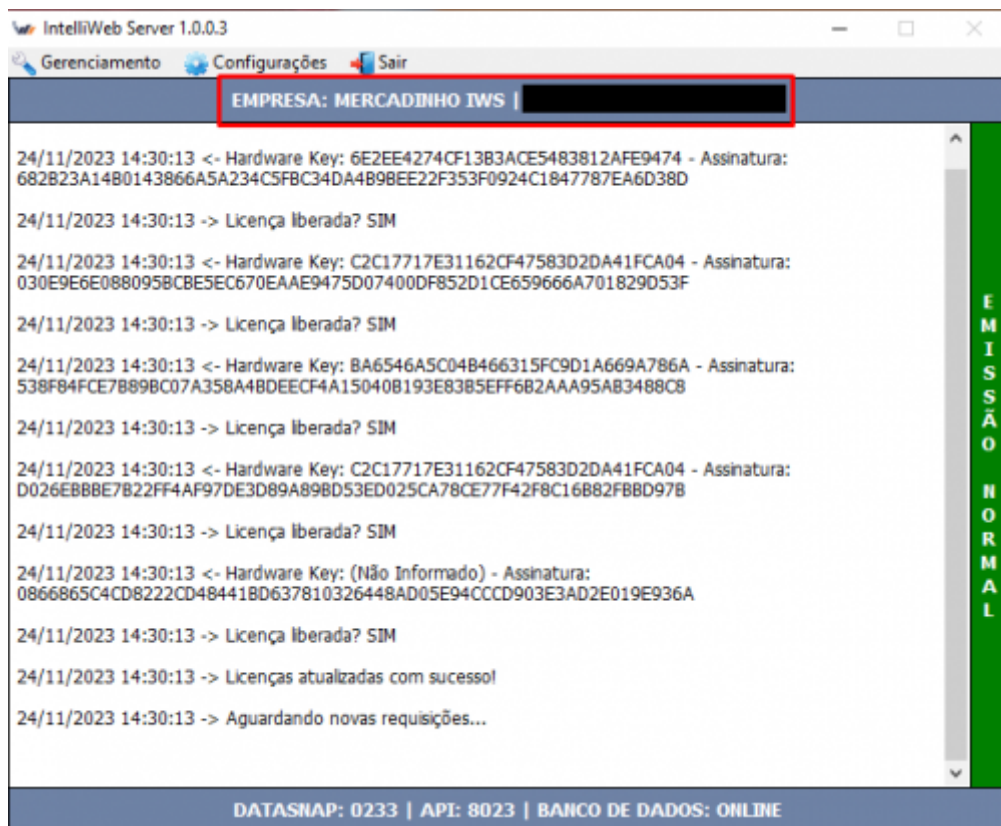 IntelliWeb Server 1.0.0.3
Gerenciamento Configurações Sair
EMPRESA: MERCADINHO IWS |
24/11/2023 14:30:13 <- Hardware Key: 6E2EE4274CF13B3ACE5483812AFE9474 - Assinatura:
682B23A14B0143866A5A234C5FBC34DA4B9BEE22F353F0924C1847787EA6D38D
24/11/2023 14:30:13 -> Licença liberada? SIM
24/11/2023 14:30:13 <- Hardware Key: C2C17717E31162CF47583D2DA41FCA04 - Assinatura:
030E9E6E088095BCBE5EC670EAAE9475D07400DF852D1CE659666A701829D53F
24/11/2023 14:30:13 -> Licença liberada? SIM
24/11/2023 14:30:13 <- Hardware Key: BA6546A5C04B466315FC9D1A669A786A - Assinatura:
538F84FCE7B89BC07A358A4BDEECF4A15040B193E83B5EFF6B2AAA95AB3488C8
24/11/2023 14:30:13 -> Licença liberada? SIM
24/11/2023 14:30:13 <- Hardware Key: C2C17717E31162CF47583D2DA41FCA04 - Assinatura:
D026EBBBE7B22FF4AF97DE3D89A89BD53ED025CA78CE77F42F8C16B82FBBD97B
24/11/2023 14:30:13 -> Licença liberada? SIM
24/11/2023 14:30:13 <- Hardware Key: (Não Informado) - Assinatura:
0866865C4CD8222CD48441BD637810326448AD05E94CCCD903E3AD2E019E936A
24/11/2023 14:30:13 -> Licença liberada? SIM
24/11/2023 14:30:13 -> Licenças atualizadas com sucesso!
24/11/2023 14:30:13 -> Aguardando novas requisições...
EMISSÃO NORMAL
DATASNAP: 0233 | API: 8023 | BANCO DE DADOS: ONLINE